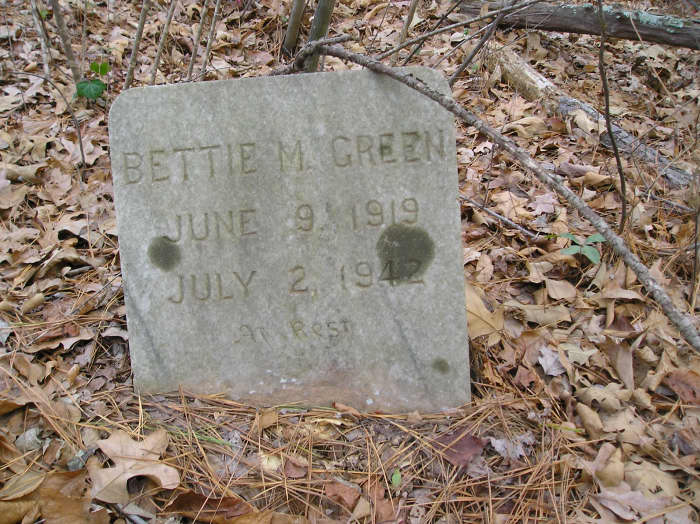 BETTIE M. GREEN
JUNE 9, 1919
JULY 2, 1942
At Rest